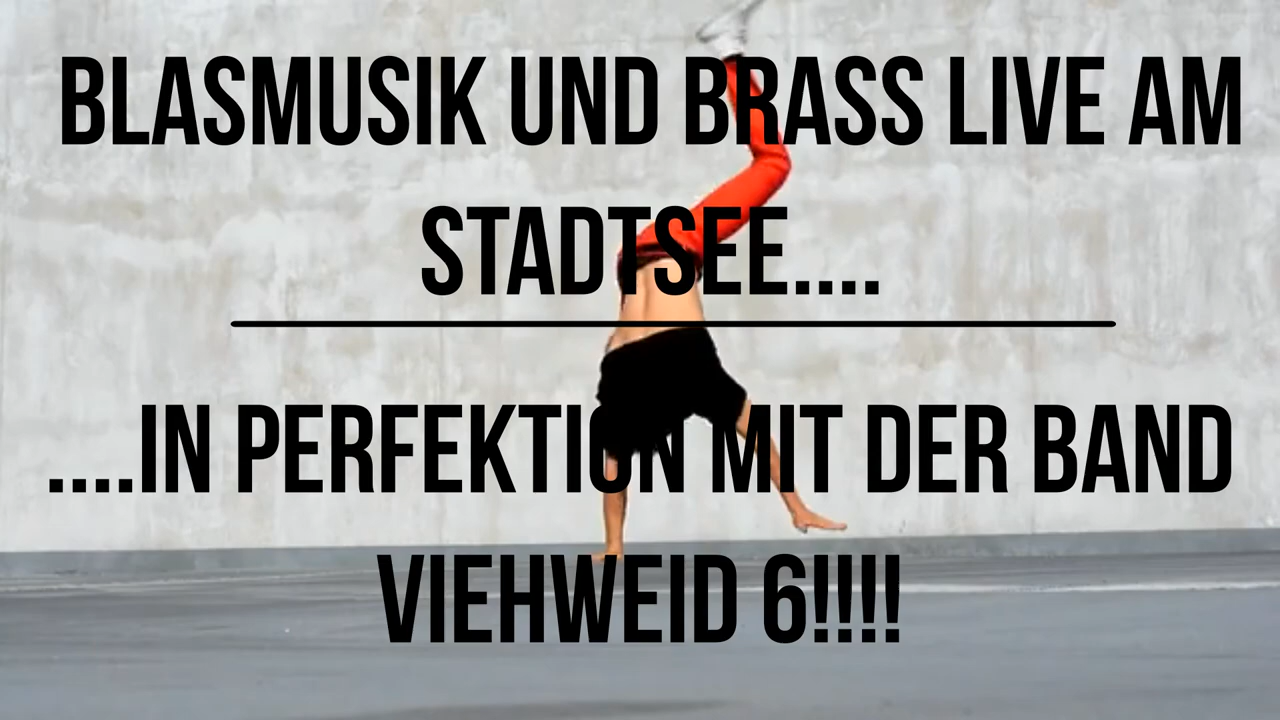 BLASMUSIK UND BRASS LIVE AM
STADTSEE....
....IN PERFEKTION MIT DER BAND
VIEHWEID 6!!!!